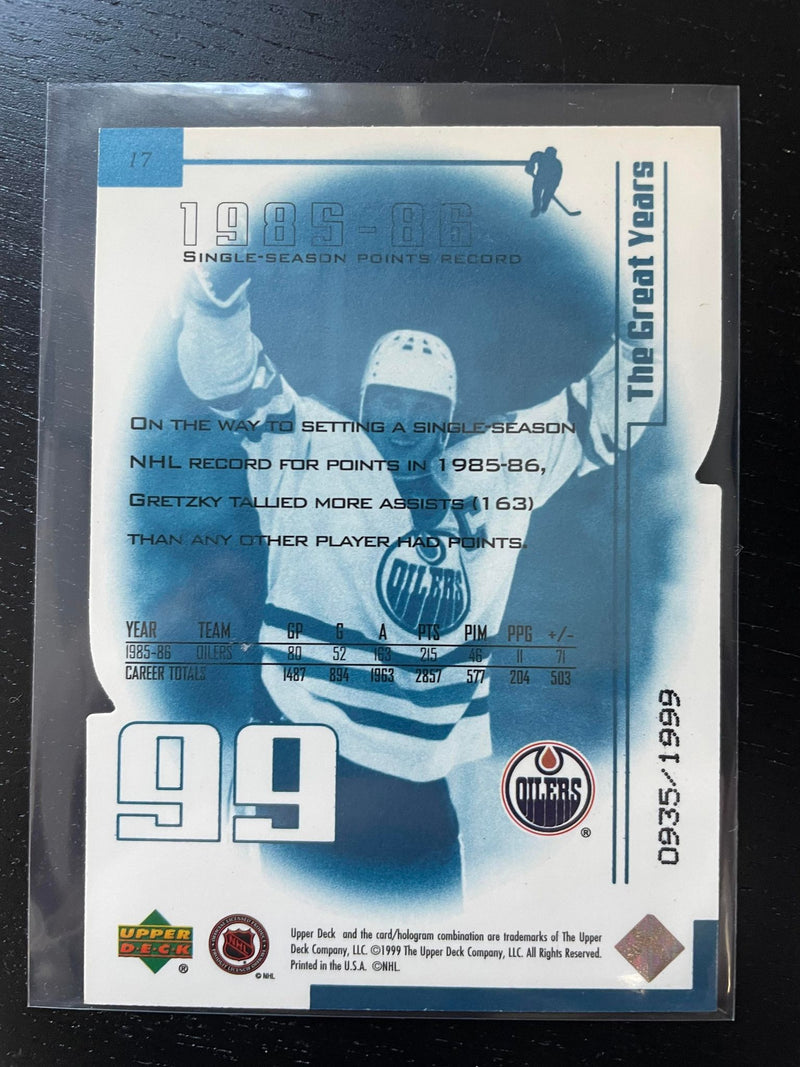 17
1985-86
SINGLE-SEASON POINTS RECORD
The Great Years
ON THE WAY TO SETTING A SINGLE-SEASON
NHL RECORD FOR POINTS IN 1985-86,
GRETZKY TALLIED MORE ASSISTS (163)
THAN ANY OTHER PLAYER HAD POINTS.
OILERS
YEAR TEAM GP G A PTS PIM PPG +/-
1985-86 OILERS 80 52 163 215 46 11 71
CAREER TOTALS 1487 894 1963 2857 577 204 503
99
OILERS
®
0935/1999
UPPER
DECK
®
NHL
© NHL
Upper Deck and the card/hologram combination are trademarks of The Upper
Deck Company, LLC. ©1999 The Upper Deck Company, LLC. All Rights Reserved.
Printed in the U.S.A. ©NHL.